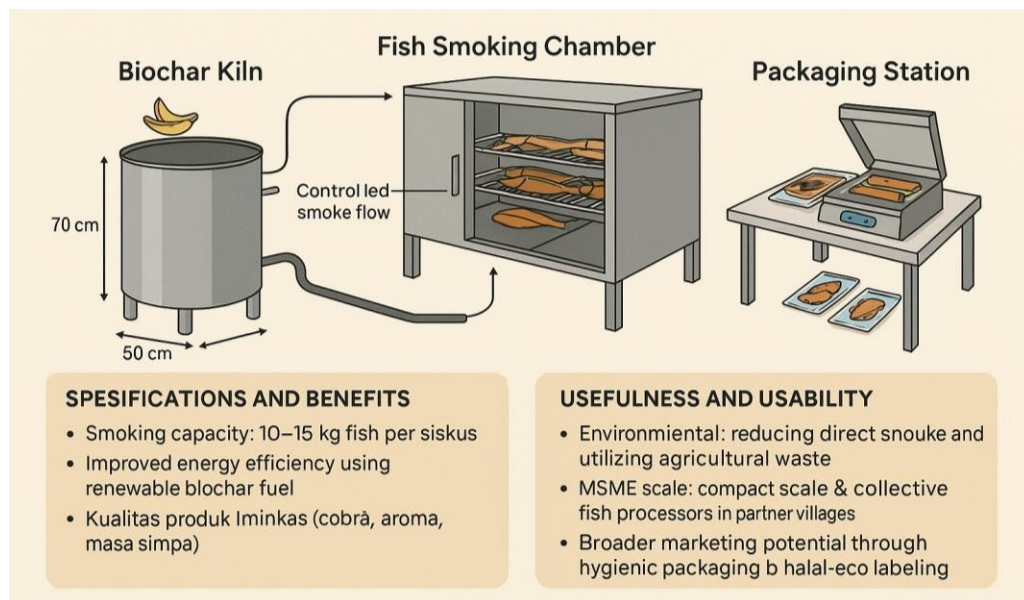 Biochar Kiln
Fish Smoking Chamber
Packaging Station
70 cm
50 cm
Control led
smoke flow
SPESIFICATIONS AND BENEFITS
• Smoking capacity: 10–15 kg fish per siskus
• Improved energy efficiency using
renewable blochar fuel
• Kualitas produk Iminkas (cobrà, aroma,
masa simpa)
USEFULNESS AND USABILITY
• Environmiental: reducing direct snouke and
utilizing agricultural waste
• MSME scale: compact scale & collective
fish processors in partner villages
• Broader marketing potential through
hygienic packaging b halal-eco labeling